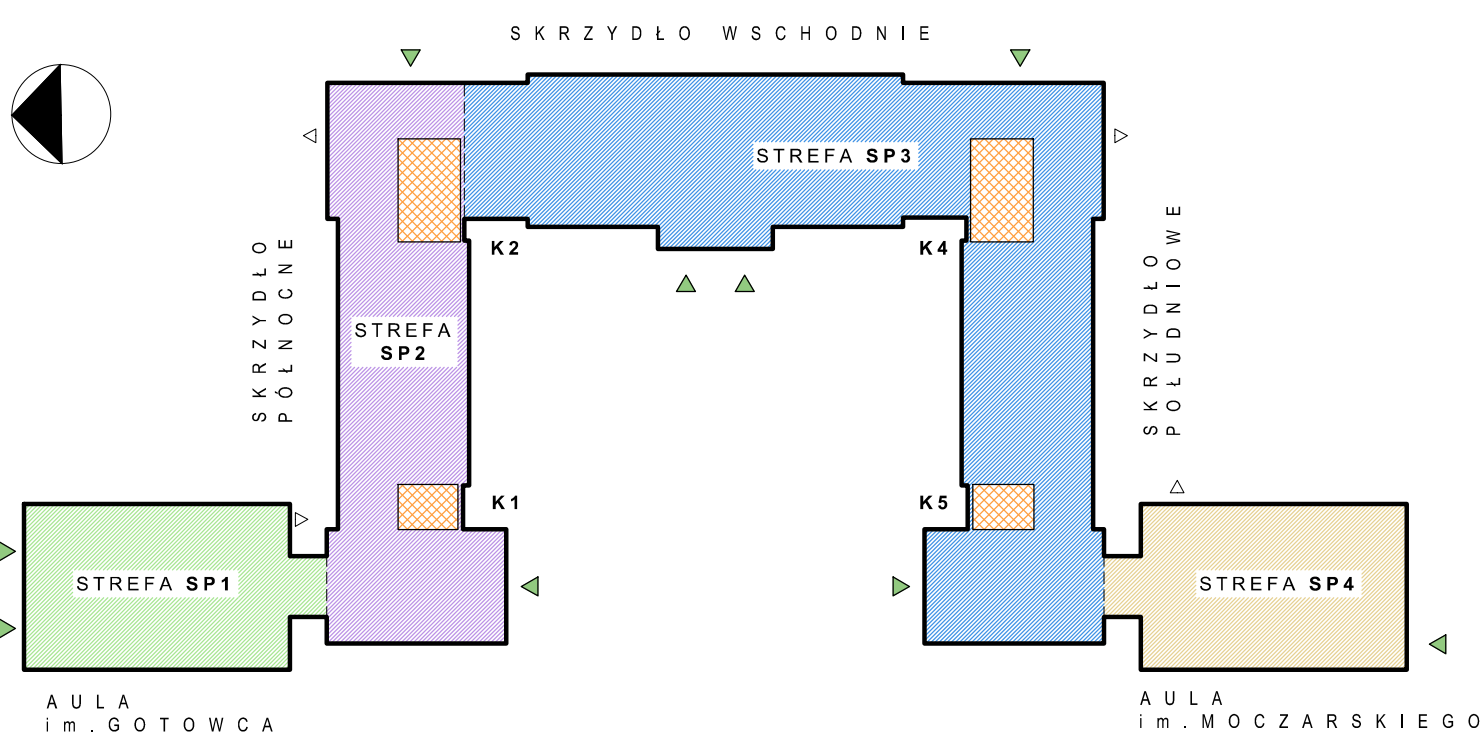 SKRZYDŁO WSCHODNIE
STREFA SP3
K2
K4
SKRZYDŁO
PÓŁNOCNE
SKRZYDŁO
POŁUDNIOWE
STREFA
SP2
K1
K5
STREFA SP1
STREFA SP4
AULA
im.GOTOWCA
AULA
im.MOCZARSKIEGO